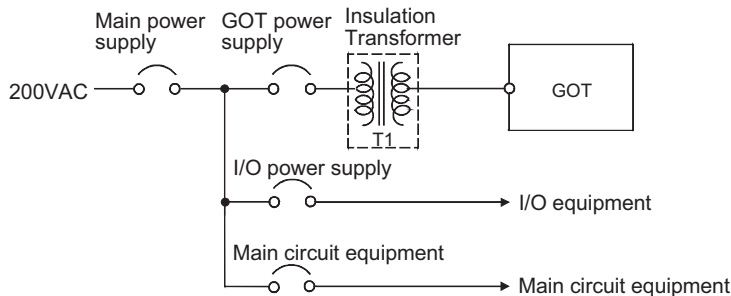 Main power
supply
GOT power
supply
Insulation
Transformer
200VAC
GOT
T1
I/O power supply
I/O equipment
Main circuit equipment
Main circuit equipment